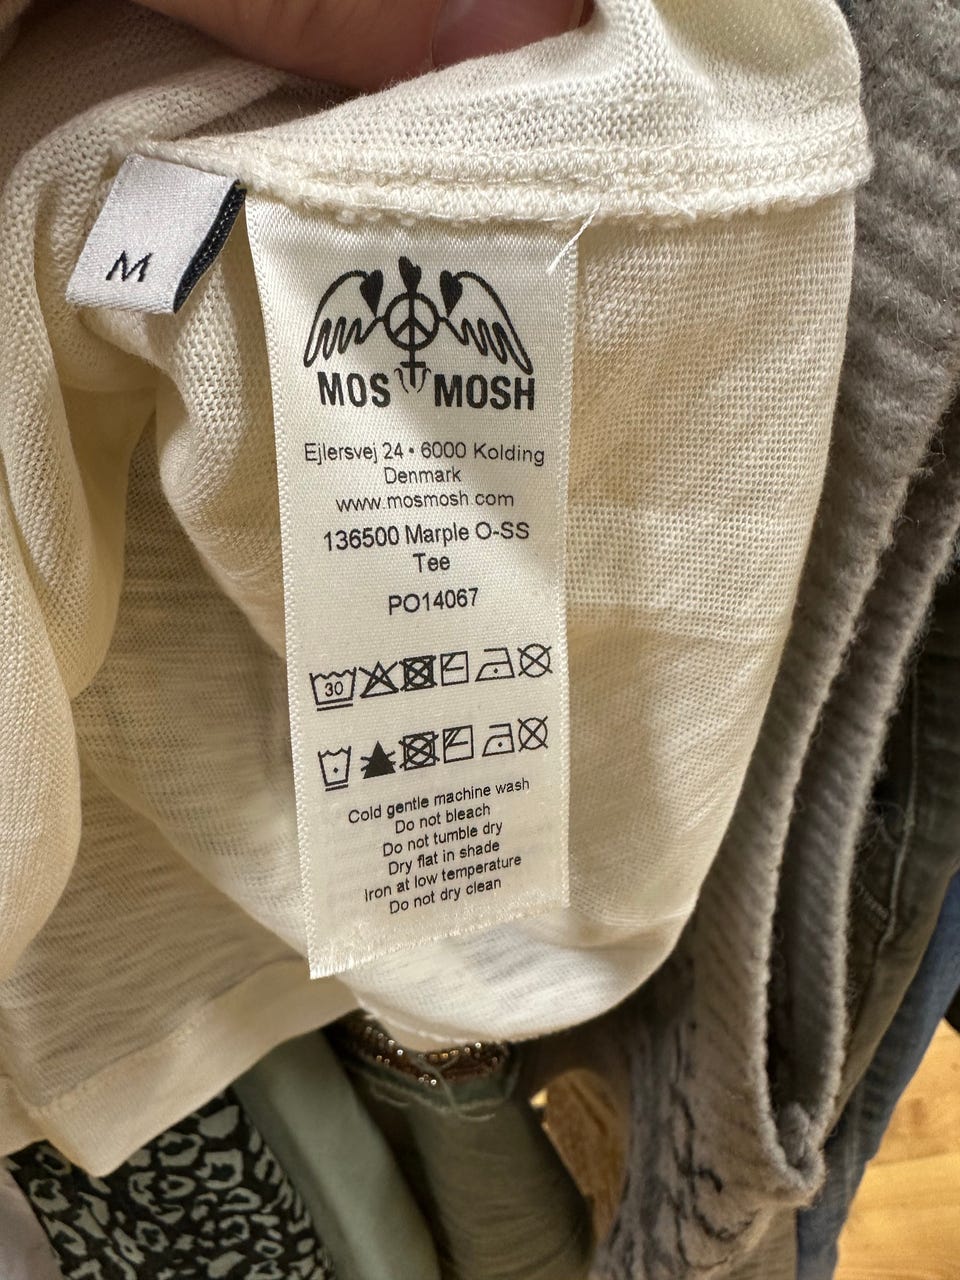 M
MOS MOSH
Ejlersvej 24 • 6000 Kolding
Denmark
www.mosmosh.com
136500 Marple O-SS
Tee
PO14067
30
Cold gentle machine wash
Do not bleach
Do not tumble dry
Dry flat in shade
Iron at low temperature
Do not dry clean